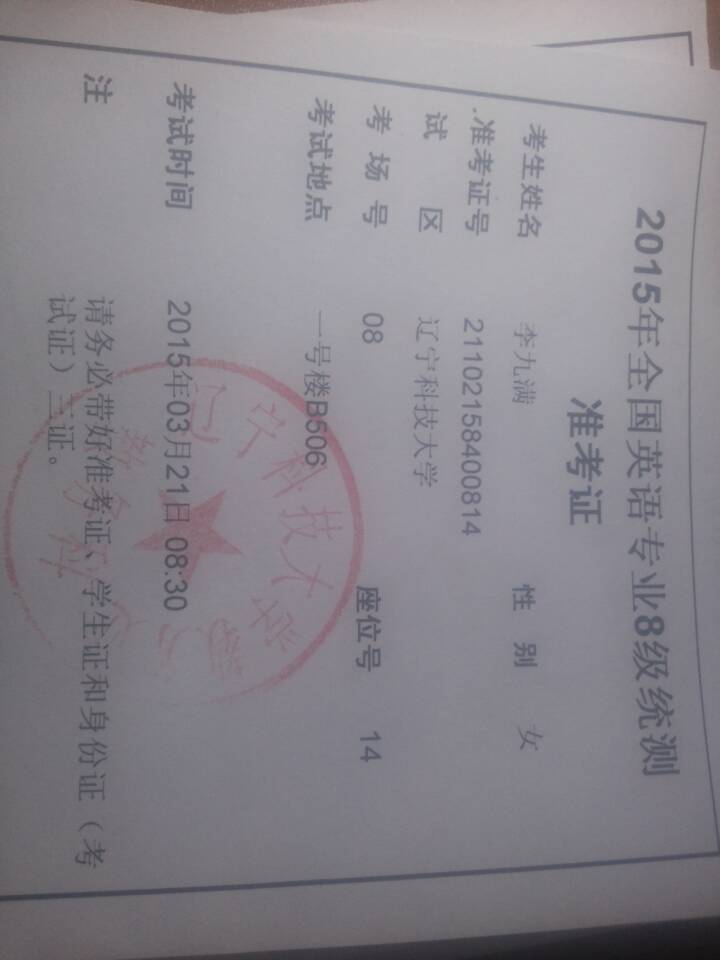 2015年全国英语专业8级统测
准考证
考生姓名 李九满 性别 女
准考证号 21102158400814
试区 辽宁科技大学
考场号 08 座位号 14
考试地点 一号楼B506
考试时间 2015年03月21日 08:30
注 请务必带好准考证、学生证和身份证（考
试证）三证。
辽宁科技大学